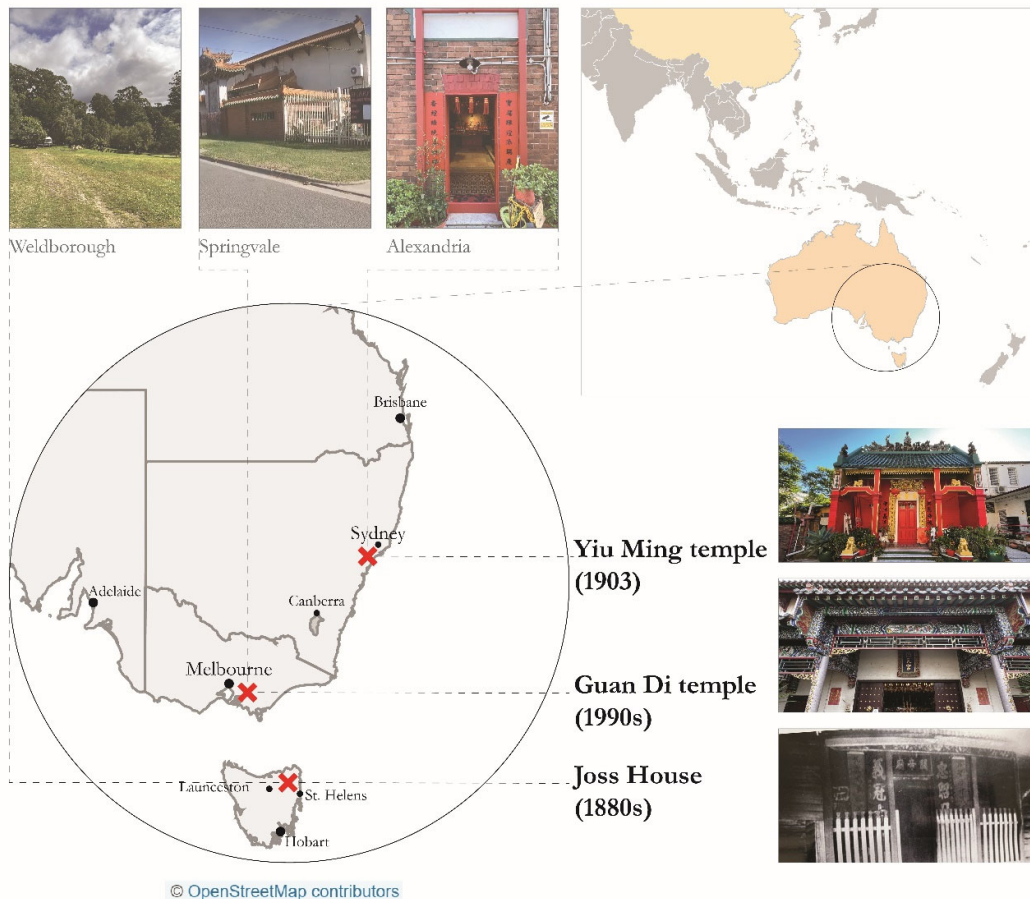 Weldborough
Springvale
Alexandria
Brisbane
Sydney
Yiu Ming temple
(1903)
Adelaide
Canberra
Melbourne
Guan Di temple
(1990s)
Joss House
(1880s)
Launceston
St. Helens
Hobart
© OpenStreetMap contributors